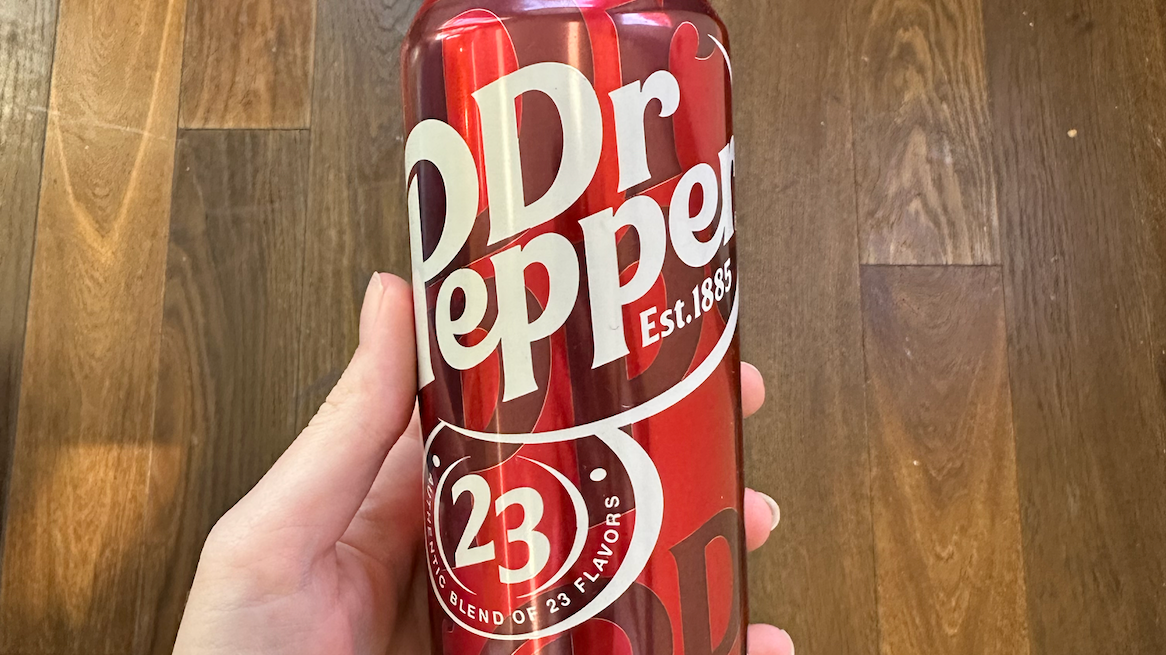 Dr
Pepper
Est.1885
23
AUTHENTIC BLEND OF 23 FLAVORS